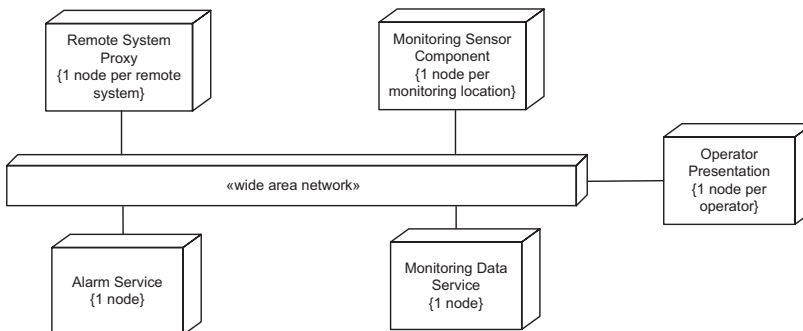 Remote System
Proxy
{1 node per remote
system}
Monitoring Sensor
Component
{1 node per
monitoring location}
Operator
Presentation
{1 node per
operator}
«wide area network»
Alarm Service
{1 node}
Monitoring Data
Service
{1 node}